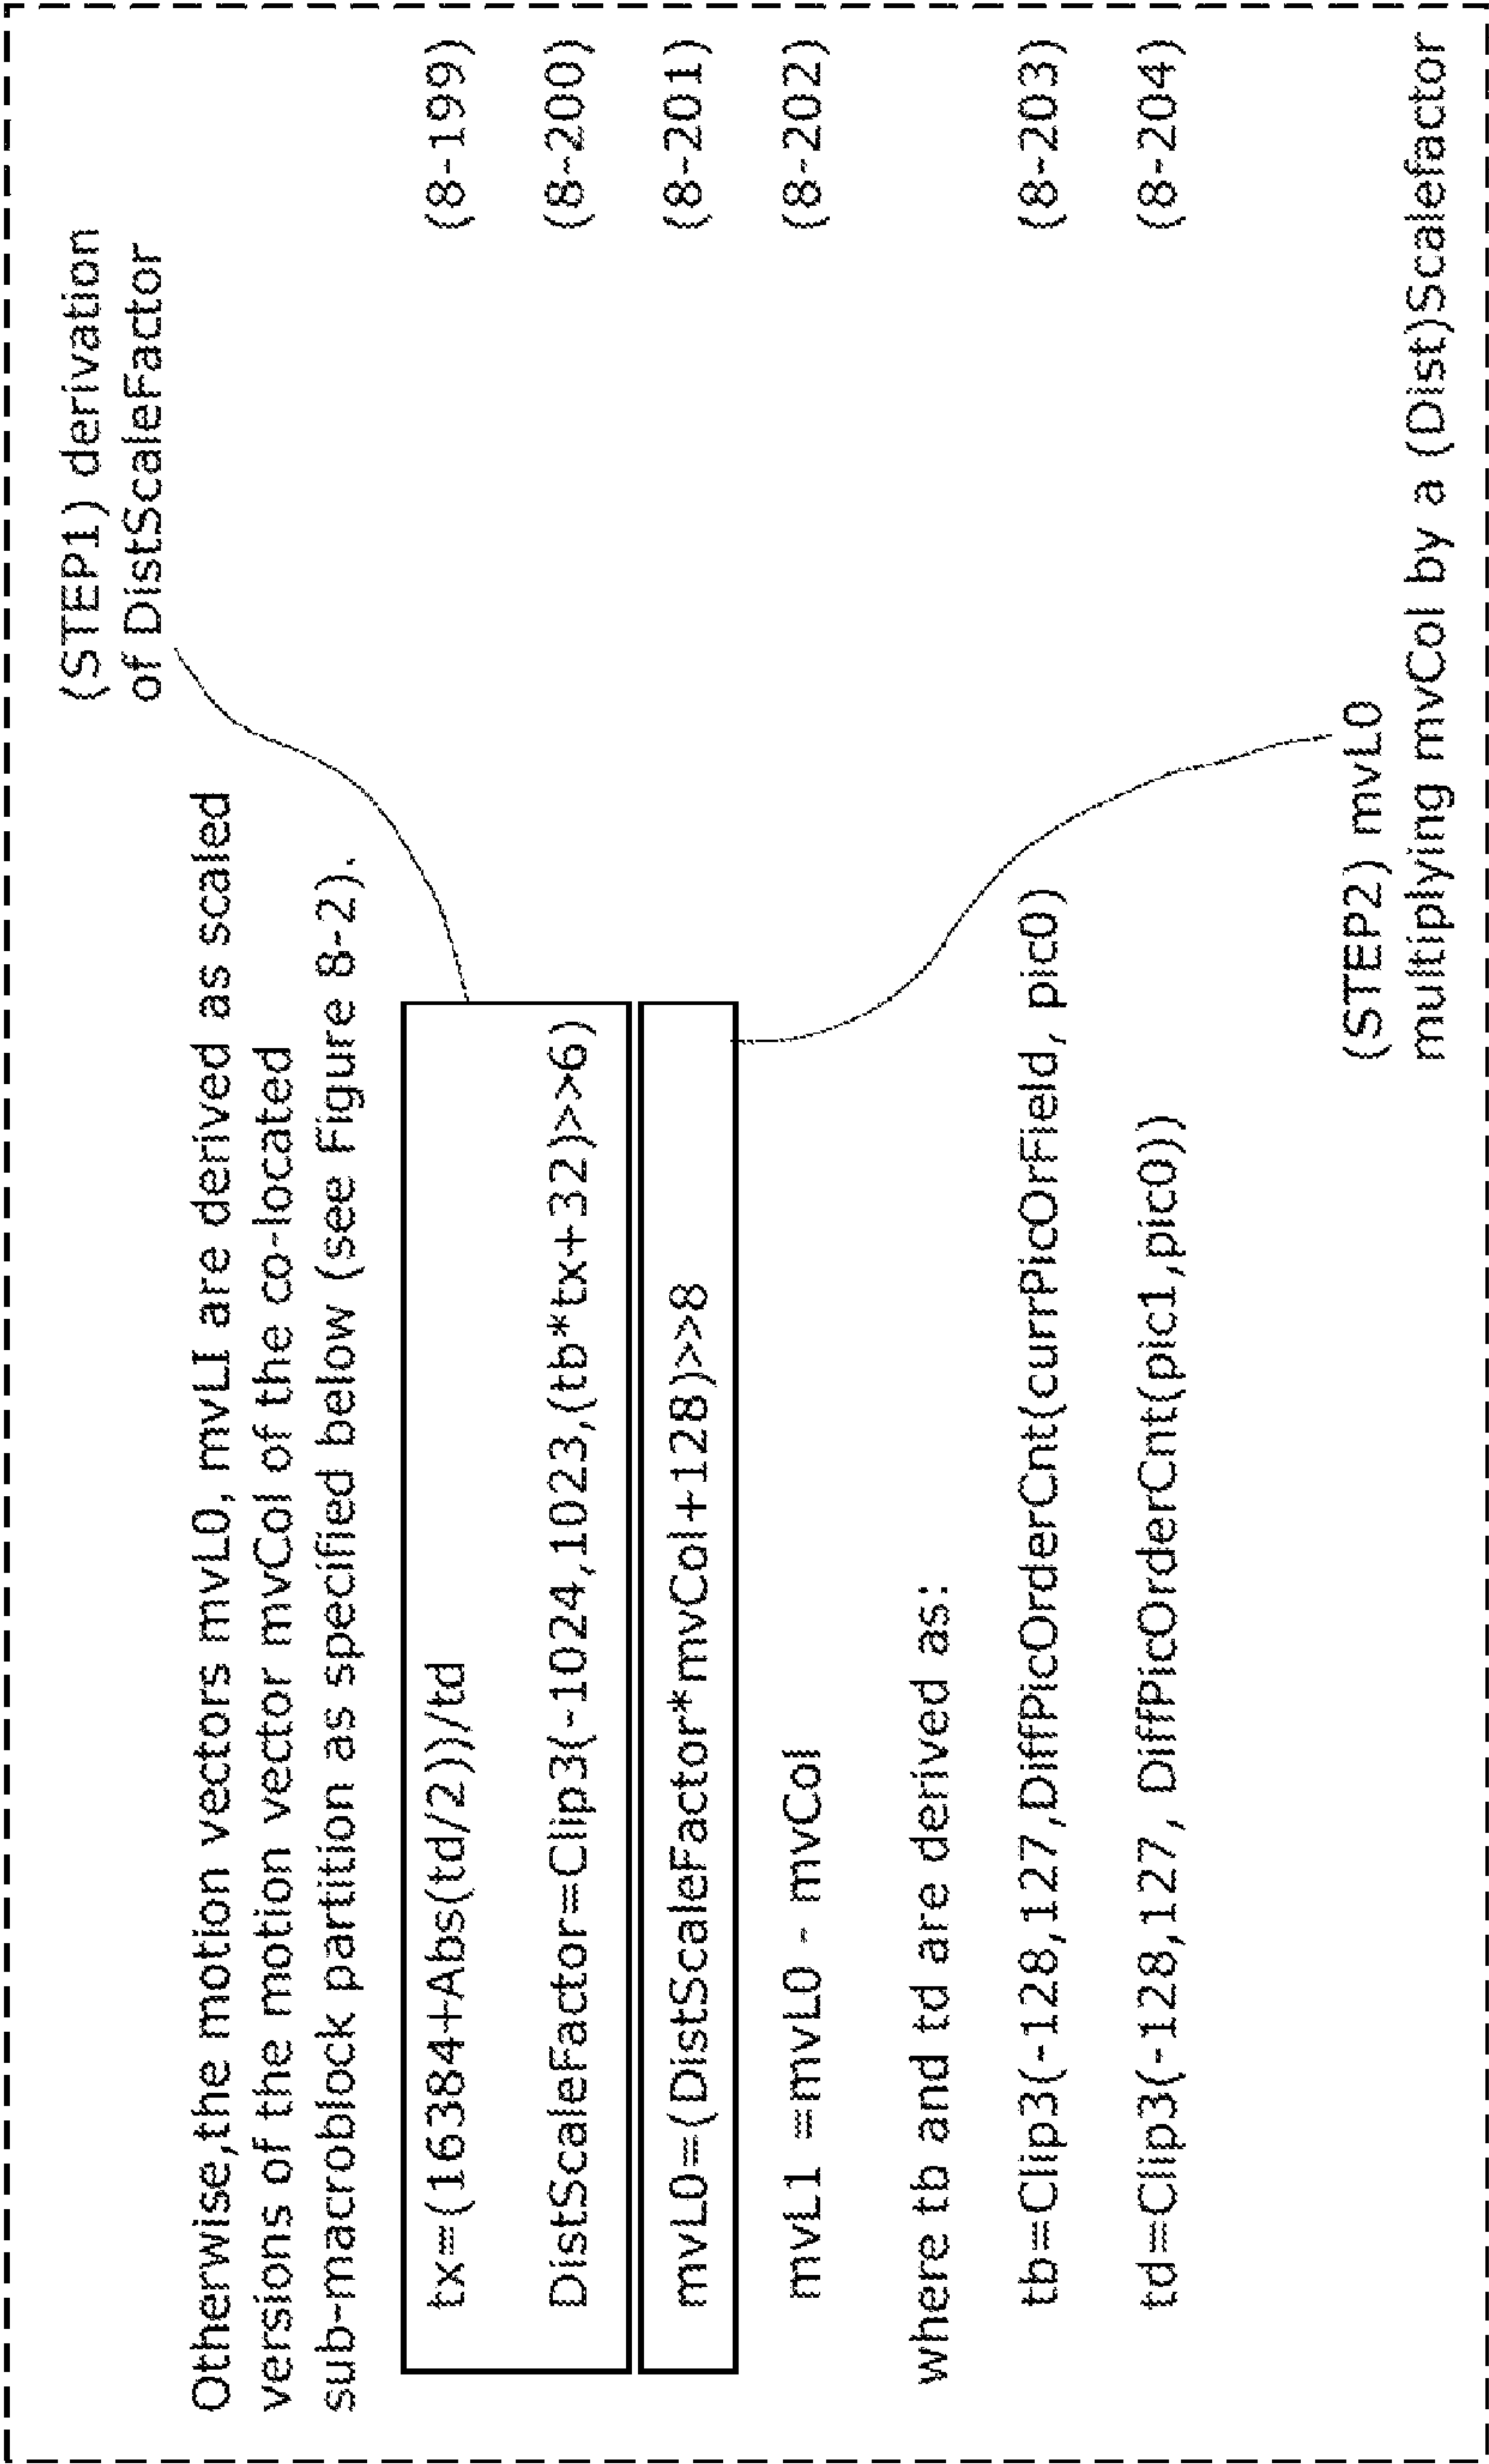 (STEP1) derivation
of DistScaleFactor
Otherwise,the motion vectors mvL0, mvLI are derived as scaled
versions of the motion vector mvCol of the co-located
sub-macroblock partition as specified below (see Figure 8-2).
tx=(16384+Abs(td/2))/td (8-199)
DistScaleFactor=Clip3(-1024,1023,(tb*tx+32)>>6) (8-200)
mvL0=(DistScaleFactor*mvCol+128)>>8 (8-201)
mvL1 =mvL0 - mvCol (8-202)
where tb and td are derived as:
tb=Clip3(-128,127,DiffPicOrderCnt(currPicOrField, pic0) (8-203)
td=Clip3(-128,127, DiffPicOrderCnt(pic1,pic0)) (8-204)
(STEP2) mvL0
multiplying mvCol by a (Dist)Scalefactor